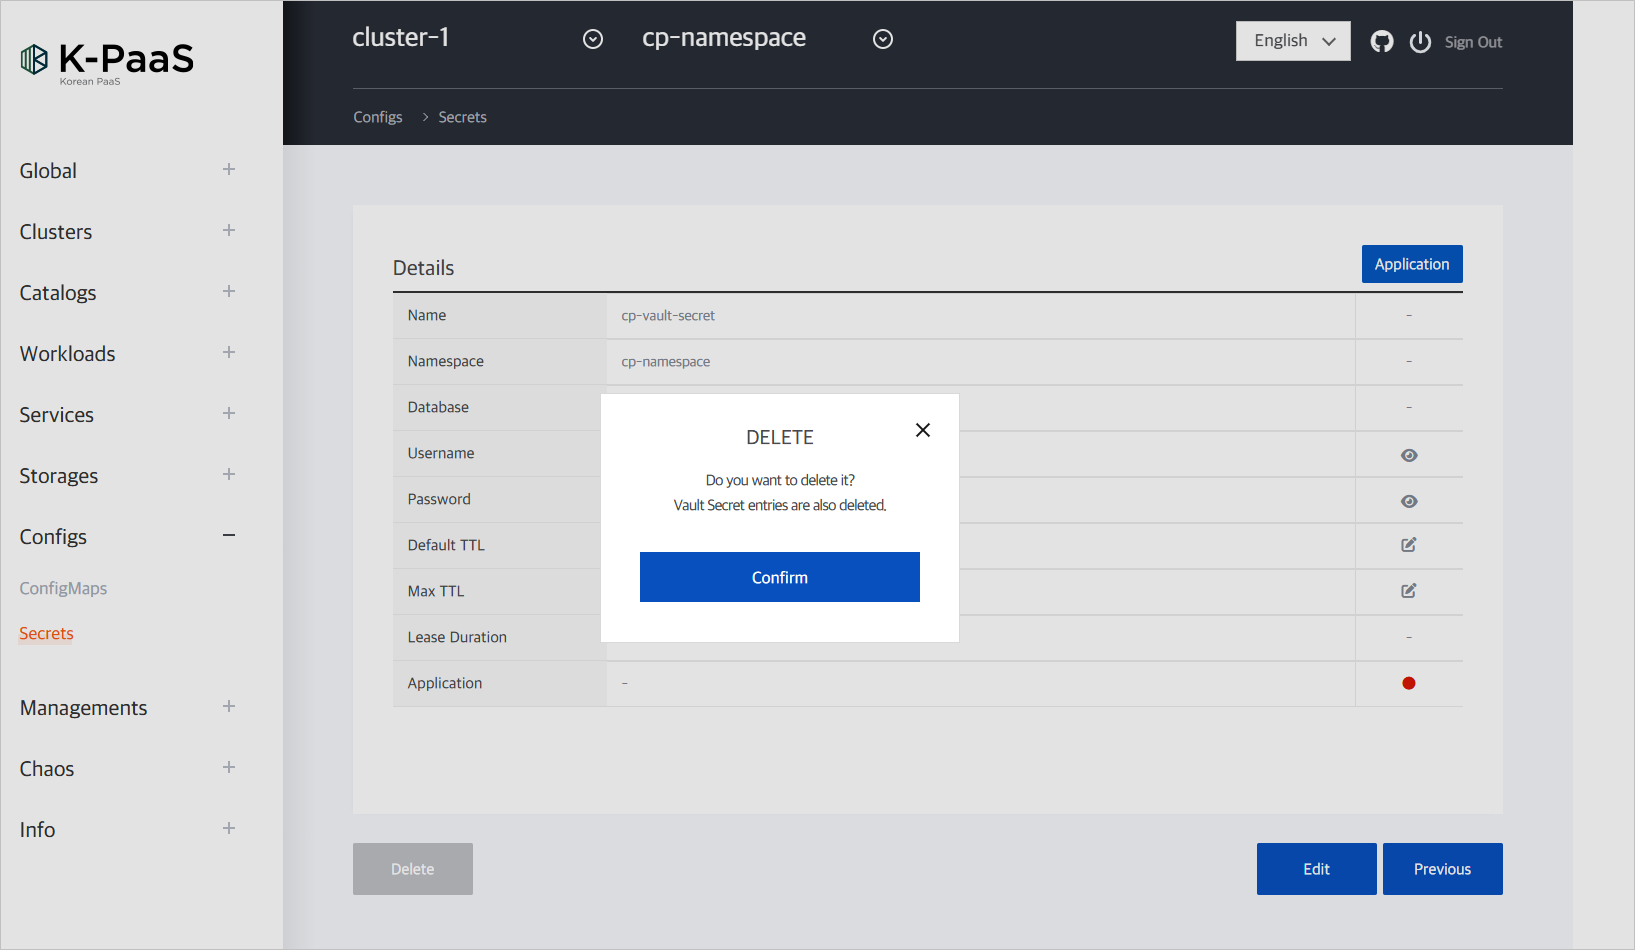 K-PaaS
Korean PaaS
cluster-1
cp-namespace
English
Sign Out
Configs > Secrets
Global
Clusters
Catalogs
Workloads
Services
Storages
Configs
ConfigMaps
Secrets
Managements
Chaos
Info
Details
Application
Name cp-vault-secret -
Namespace cp-namespace -
Database -
Username
Password
Default TTL
Max TTL
Lease Duration -
Application -
DELETE
Do you want to delete it?
Vault Secret entries are also deleted.
Confirm
Delete
Edit
Previous